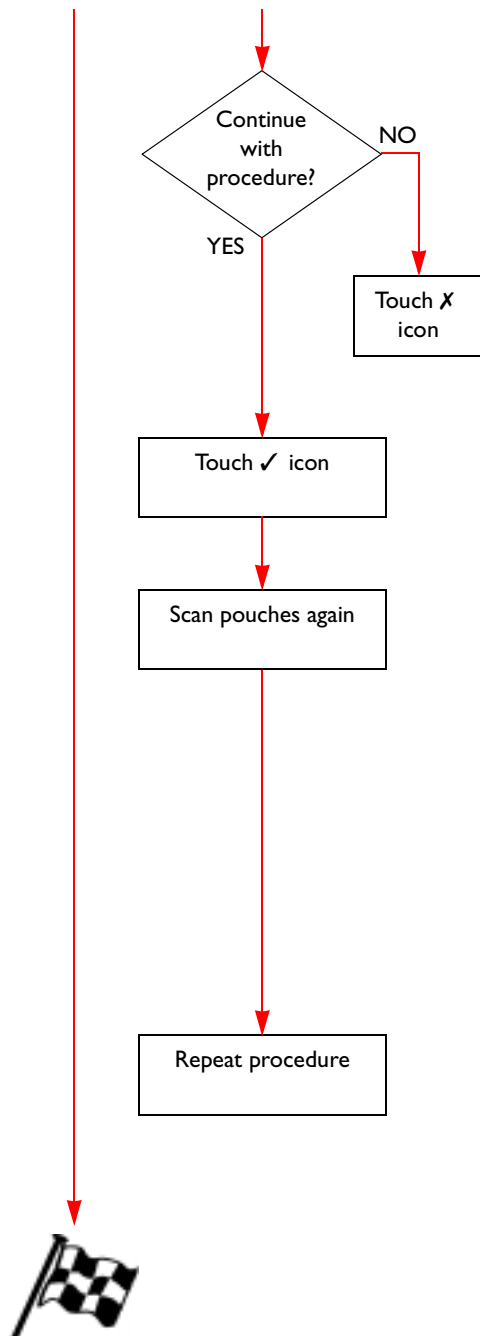 Continue
with
procedure?
NO
YES
Touch ✗
icon
Touch ✓ icon
Scan pouches again
Repeat procedure